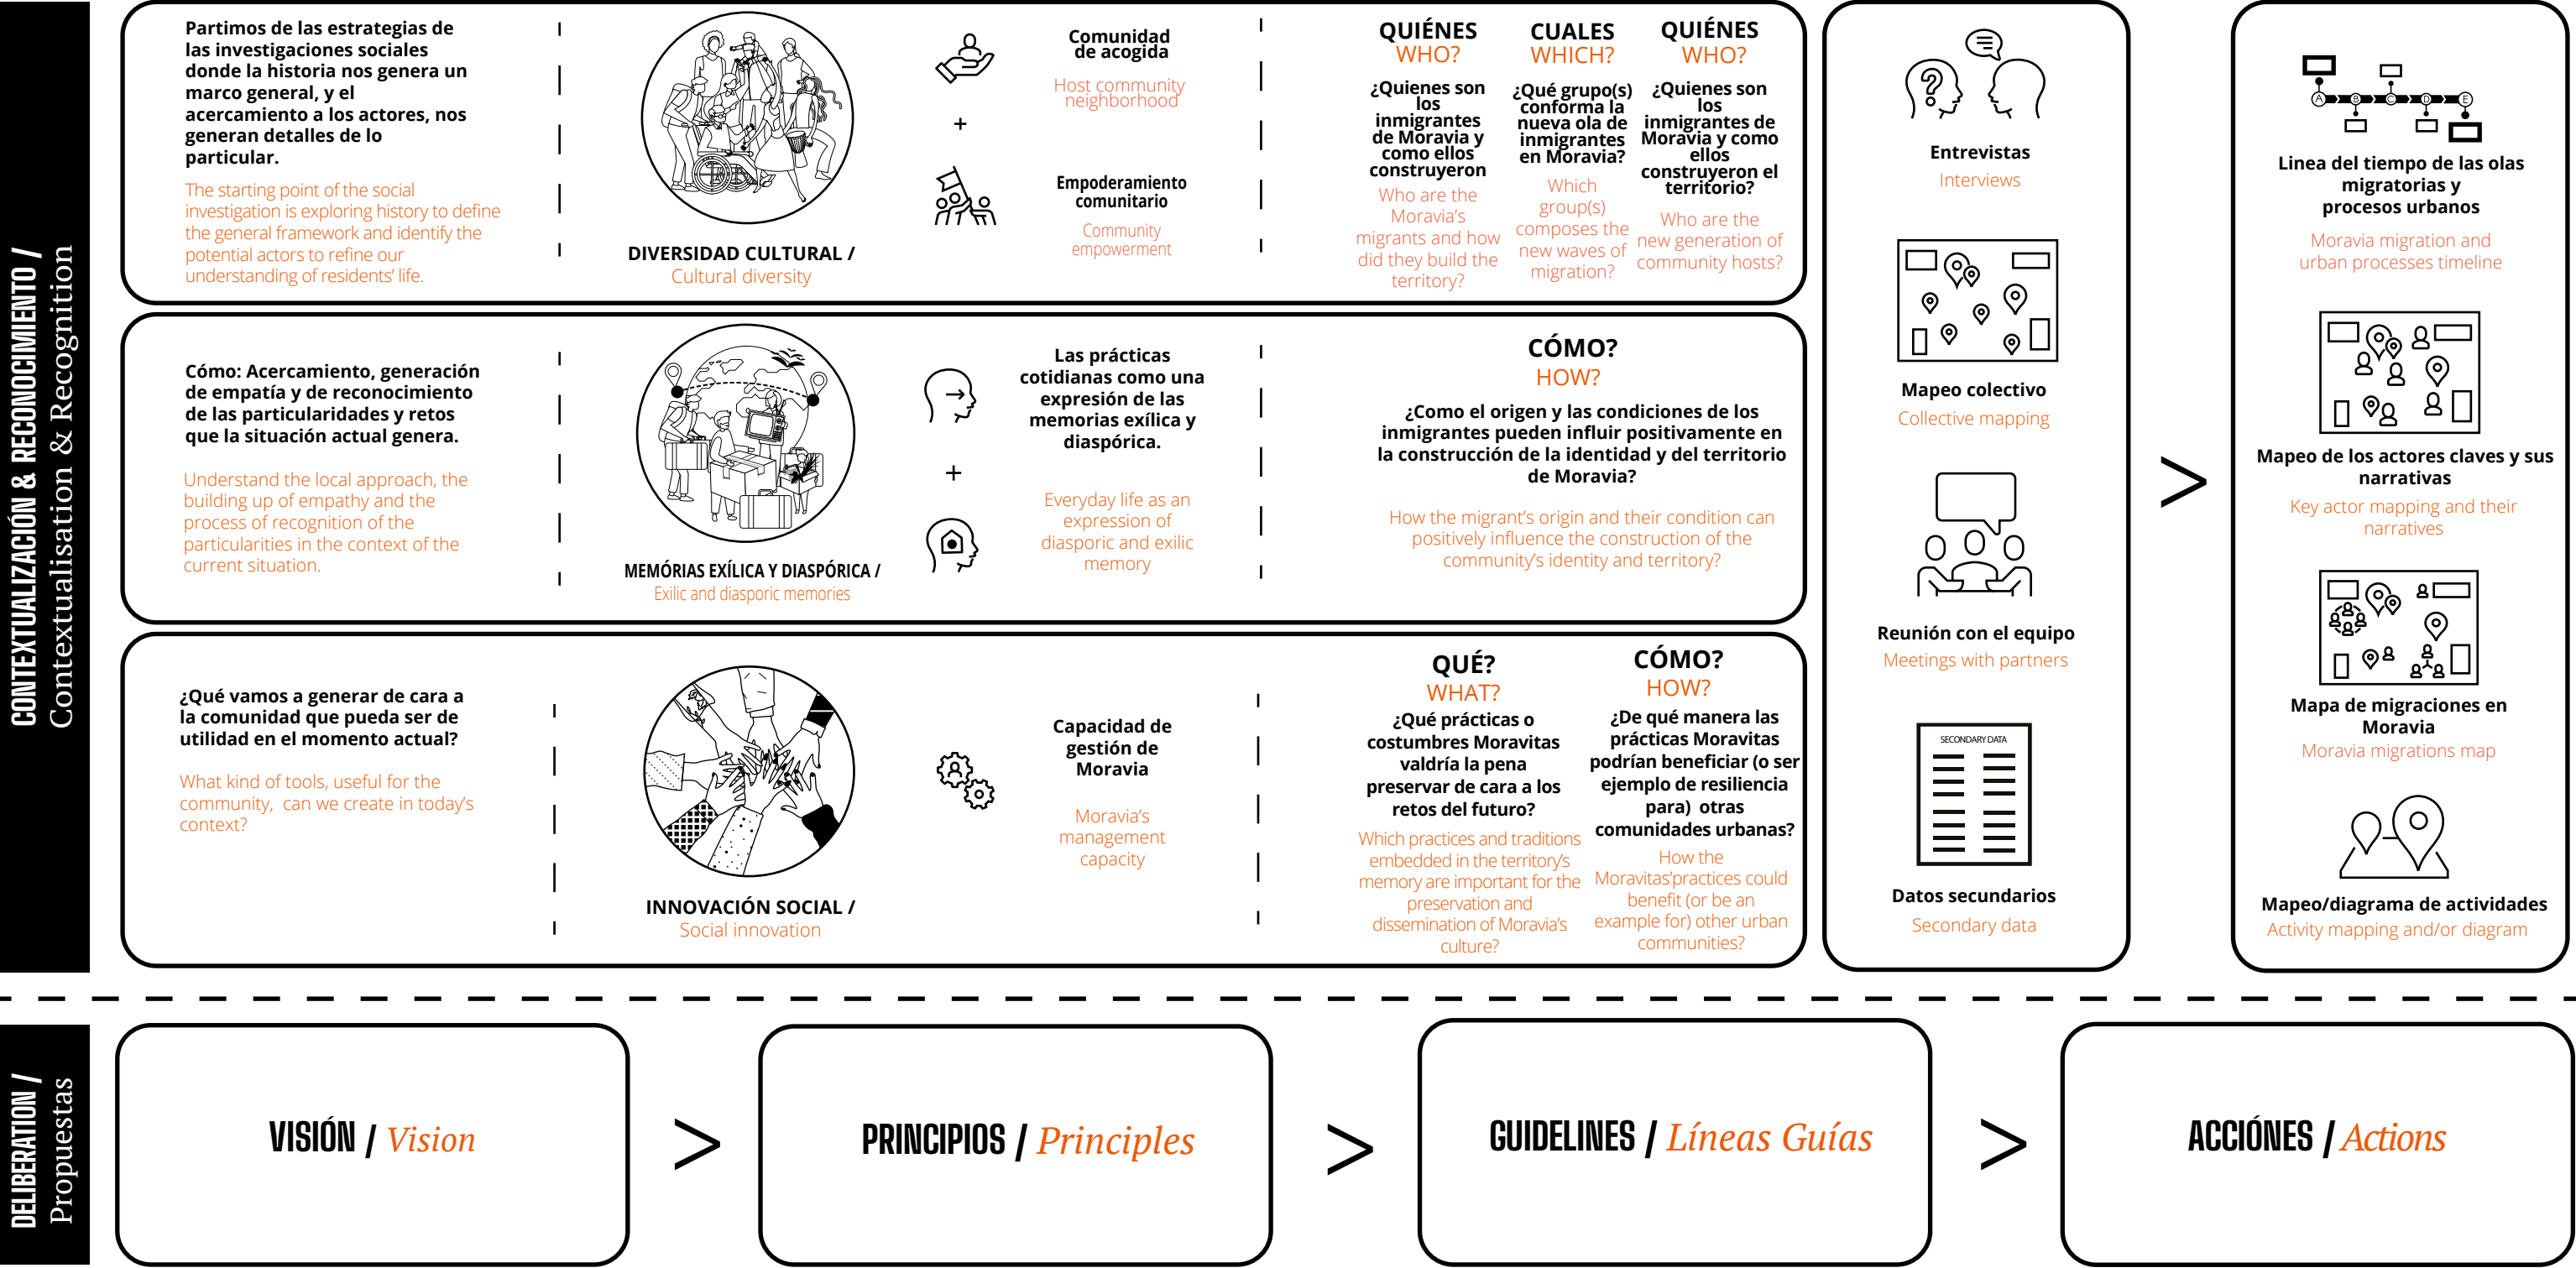 CONTEXTUALIZACIÓN & RECONOCIMIENTO /
Contextualisation & Recognition
Partimos de las estrategias de
las investigaciones sociales
donde la historia nos genera un
marco general, y el
acercamiento a los actores, nos
generan detalles de lo
particular.
The starting point of the social
investigation is exploring history to define
the general framework and identify the
potential actors to refine our
understanding of residents' life.
DIVERSIDAD CULTURAL /
Cultural diversity
Comunidad
de acogida
Host community
neighborhood
+
Empoderamiento
comunitario
Community
empowerment
QUIÉNES
WHO?
¿Quienes son
los
inmigrantes
de Moravia y
como ellos
construyeron
Who are the
Moravia's
migrants and how
did they build the
territory?
CUALES
WHICH?
¿Qué grupo(s)
conforma la
nueva ola de
inmigrantes
en Moravia?
Which
group(s)
composes the
new waves of
migration?
QUIÉNES
WHO?
¿Quienes son
los
inmigrantes de
Moravia y como
ellos
construyeron el
territorio?
Who are the
new generation of
community hosts?
Cómo: Acercamiento, generación
de empatía y de reconocimiento
de las particularidades y retos
que la situación actual genera.
Understand the local approach, the
building up of empathy and the
process of recognition of the
particularities in the context of the
current situation.
MEMÓRIAS EXÍLICA Y DIASPÓRICA /
Exilic and diasporic memories
+
Las prácticas
cotidianas como una
expresión de las
memorias exílica y
diaspórica.
Everyday life as an
expression of
diasporic and exilic
memory
CÓMO?
HOW?
¿Como el origen y las condiciones de los
inmigrantes pueden influir positivamente en
la construcción de la identidad y del territorio
de Moravia?
How the migrant's origin and their condition can
positively influence the construction of the
community's identity and territory?
¿Qué vamos a generar de cara a
la comunidad que pueda ser de
utilidad en el momento actual?
What kind of tools, useful for the
community, can we create in today's
context?
INNOVACIÓN SOCIAL /
Social innovation
Capacidad de
gestión de
Moravia
Moravia's
management
capacity
QUÉ?
WHAT?
¿Qué prácticas o
costumbres Moravitas
valdría la pena
preservar de cara a los
retos del futuro?
Which practices and traditions
embedded in the territory's
memory are important for the
preservation and
dissemination of Moravia's
culture?
CÓMO?
HOW?
¿De qué manera las
prácticas Moravitas
podrían beneficiar (o ser
ejemplo de resiliencia
para) otras
comunidades urbanas?
How the
Moravitas'practices could
benefit (or be an
example for) other urban
communities?
?
Entrevistas
Interviews
Mapeo colectivo
Collective mapping
Reunión con el equipo
Meetings with partners
SECONDARY DATA
Datos secundarios
Secondary data
>
A B C D E
Linea del tiempo de las olas
migratorias y
procesos urbanos
Moravia migration and
urban processes timeline
Mapeo de los actores claves y sus
narrativas
Key actor mapping and their
narratives
Mapa de migraciones en
Moravia
Moravia migrations map
Mapeo/diagrama de actividades
Activity mapping and/or diagram
DELIBERATION /
Propuestas
VISIÓN / Vision
>
PRINCIPIOS / Principles
>
GUIDELINES / Líneas Guías
>
ACCIÓNES / Actions